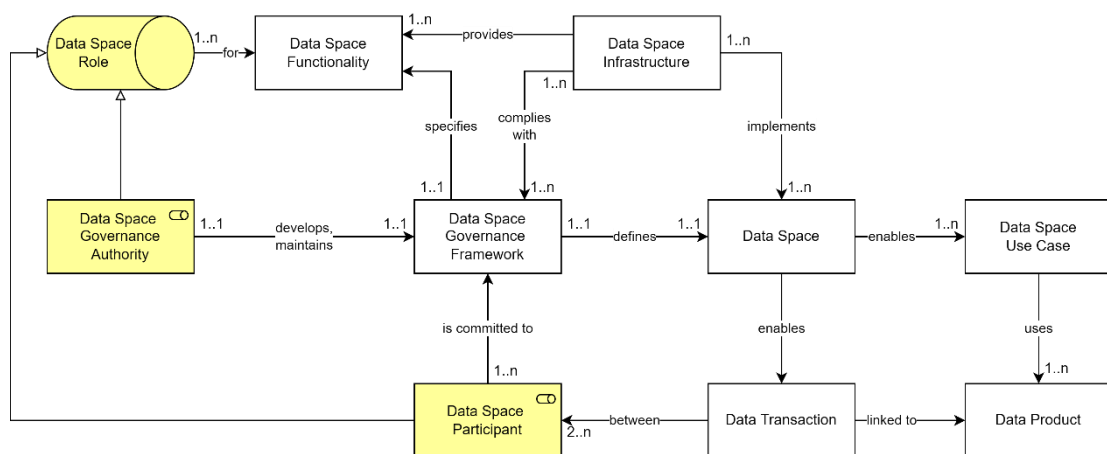 Data Space
Role
1..n
for
Data Space
Functionality
1..n
provides
Data Space
Infrastructure
1..n
1..n
specifies
complies
with
implements
Data Space
Governance
Authority
1..1
develops,
maintains
1..1
1..1
Data Space
Governance
Framework
1..n
1..1
defines
1..1
1..n
Data Space
enables
1..n
Data Space
Use Case
is committed to
enables
uses
1..n
1..n
Data Space
Participant
2..n
between
Data Transaction
linked to
Data Product